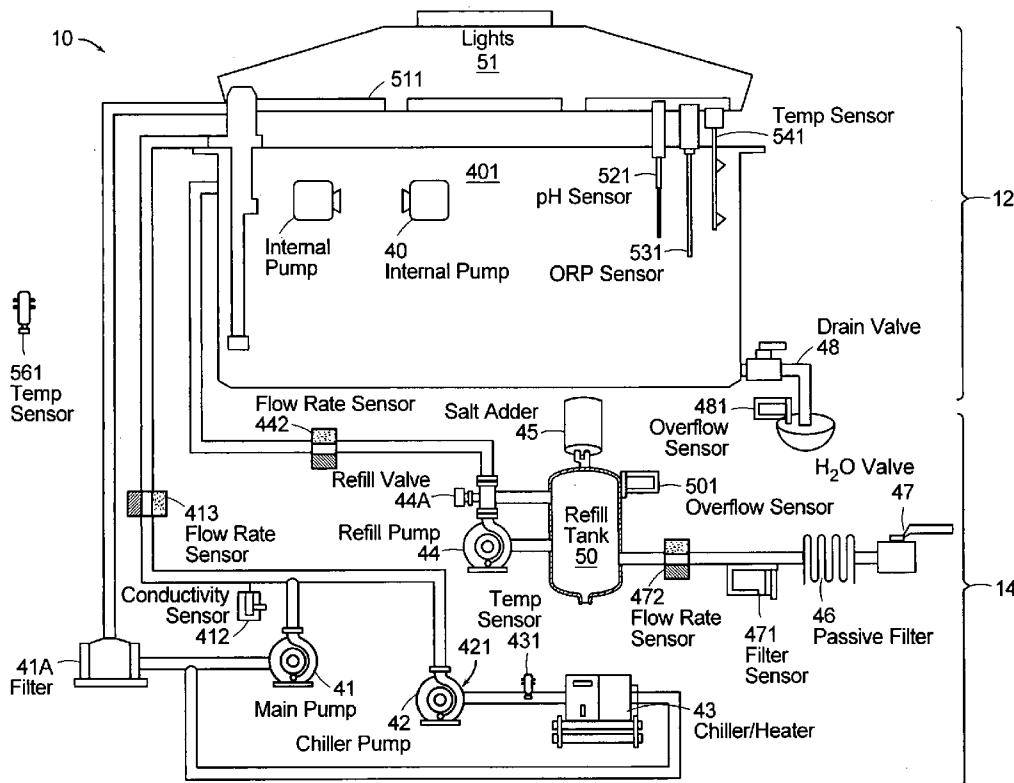 10
Lights
51
511
Temp Sensor
541
401
521
pH Sensor
12
Internal
Pump
40
Internal Pump
531
ORP Sensor
561
Temp
Sensor
Drain Valve
48
Flow Rate Sensor
442
Salt Adder
45
481
Overflow
Sensor
H2O Valve
47
Refill Valve
44A
501
Overflow Sensor
413
Flow Rate
Sensor
Refill Pump
44
Refill
Tank
50
14
Conductivity
Sensor
412
Temp
Sensor
431
472
Flow Rate
Sensor
471
Filter
Sensor
46
Passive Filter
41A
Filter
41
Main Pump
421
42
Chiller Pump
43
Chiller/Heater